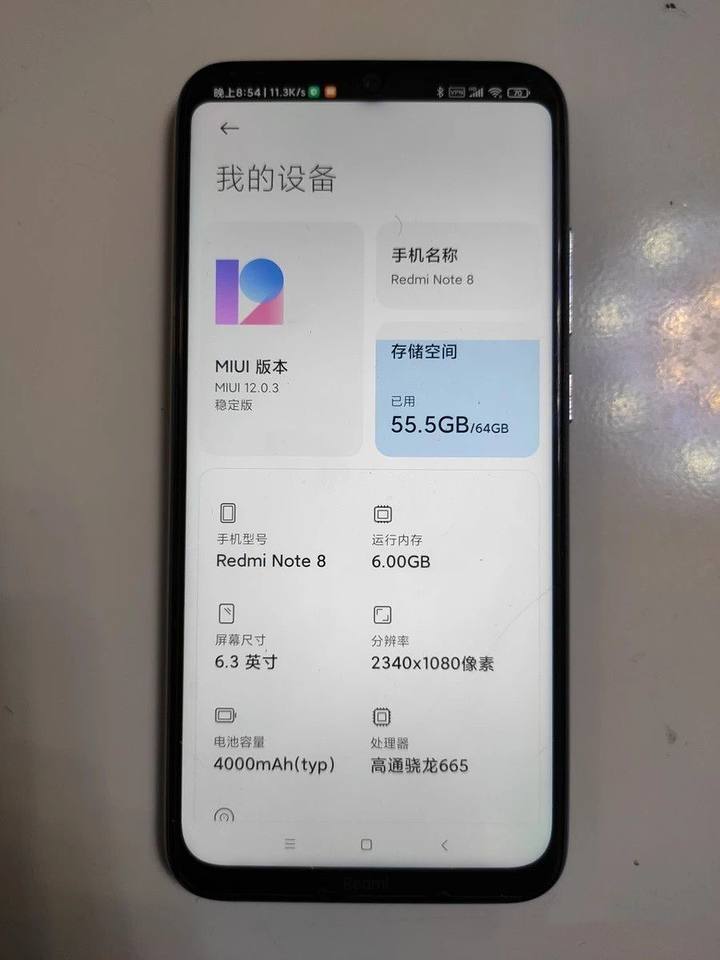 晚上8:54 | 11.3K/s VPN 70
我的设备
手机名称
Redmi Note 8
MIUI 版本
MIUI 12.0.3
稳定版
存储空间
已用
55.5GB/64GB
手机型号
Redmi Note 8
运行内存
6.00GB
屏幕尺寸
6.3 英寸
分辨率
2340x1080像素
电池容量
4000mAh(typ)
处理器
高通骁龙665
Redmi